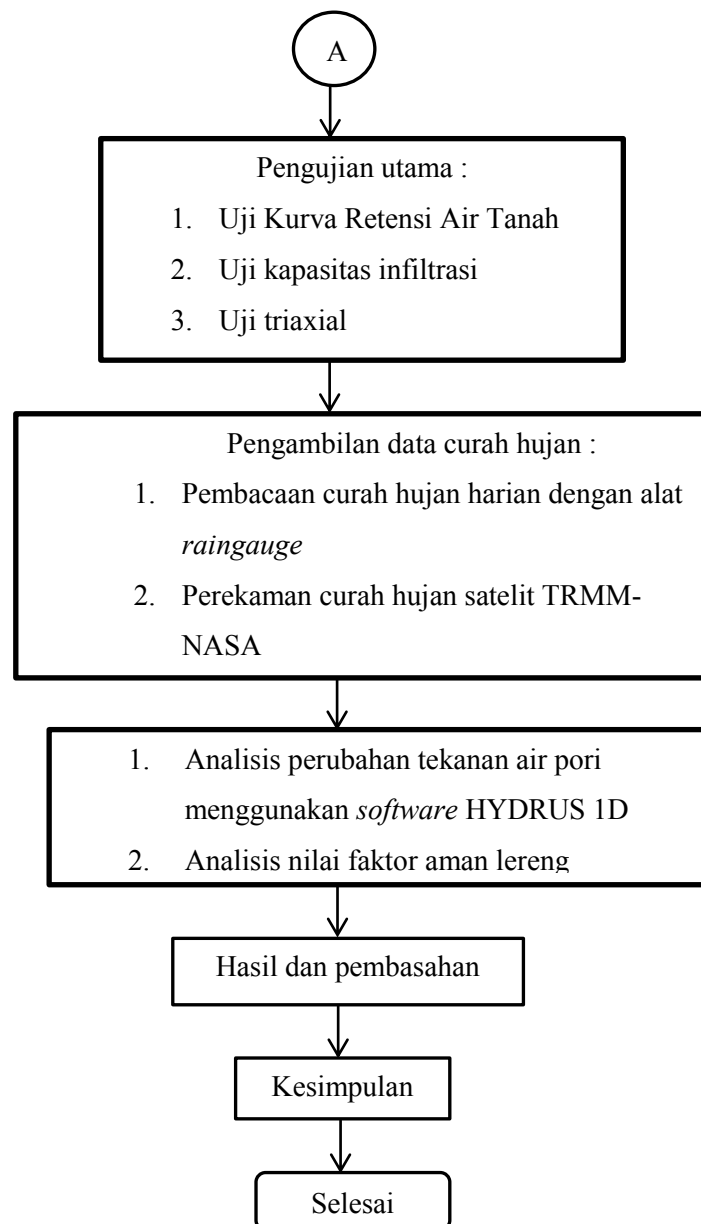 A
Pengujian utama :
1. Uji Kurva Retensi Air Tanah
2. Uji kapasitas infiltrasi
3. Uji triaxial
Pengambilan data curah hujan :
1. Pembacaan curah hujan harian dengan alat
raingauge
2. Perekaman curah hujan satelit TRMM-
NASA
1. Analisis perubahan tekanan air pori
menggunakan software HYDRUS 1D
2. Analisis nilai faktor aman lereng
Hasil dan pembasahan
Kesimpulan
Selesai